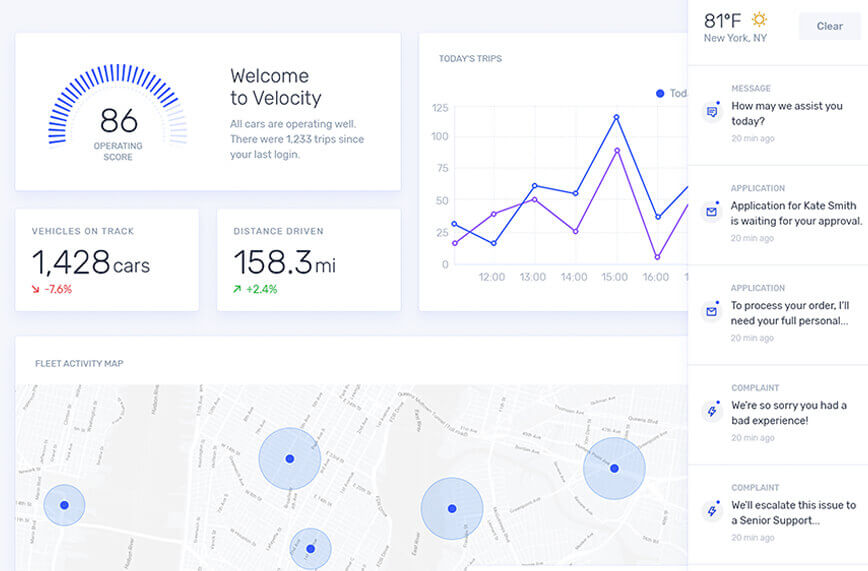 86
OPERATING
SCORE
Welcome
to Velocity
All cars are operating well.
There were 1,233 trips since
your last login.
VEHICLES ON TRACK
1,428 cars
-7.6%
DISTANCE DRIVEN
158.3 mi
+2.4%
TODAY'S TRIPS
125
100
75
50
25
0
12:00
13:00
14:00
15:00
16:00
FLEET ACTIVITY MAP
Hudson River
East River
81°F
New York, NY
Clear
MESSAGE
How may we assist you
today?
20 min ago
APPLICATION
Application for Kate Smith
is waiting for your approval.
20 min ago
APPLICATION
To process your order, I'll
need your full personal...
20 min ago
COMPLAINT
We're so sorry you had a
bad experience!
20 min ago
COMPLAINT
We'll escalate this issue to
a Senior Support...
20 min ago